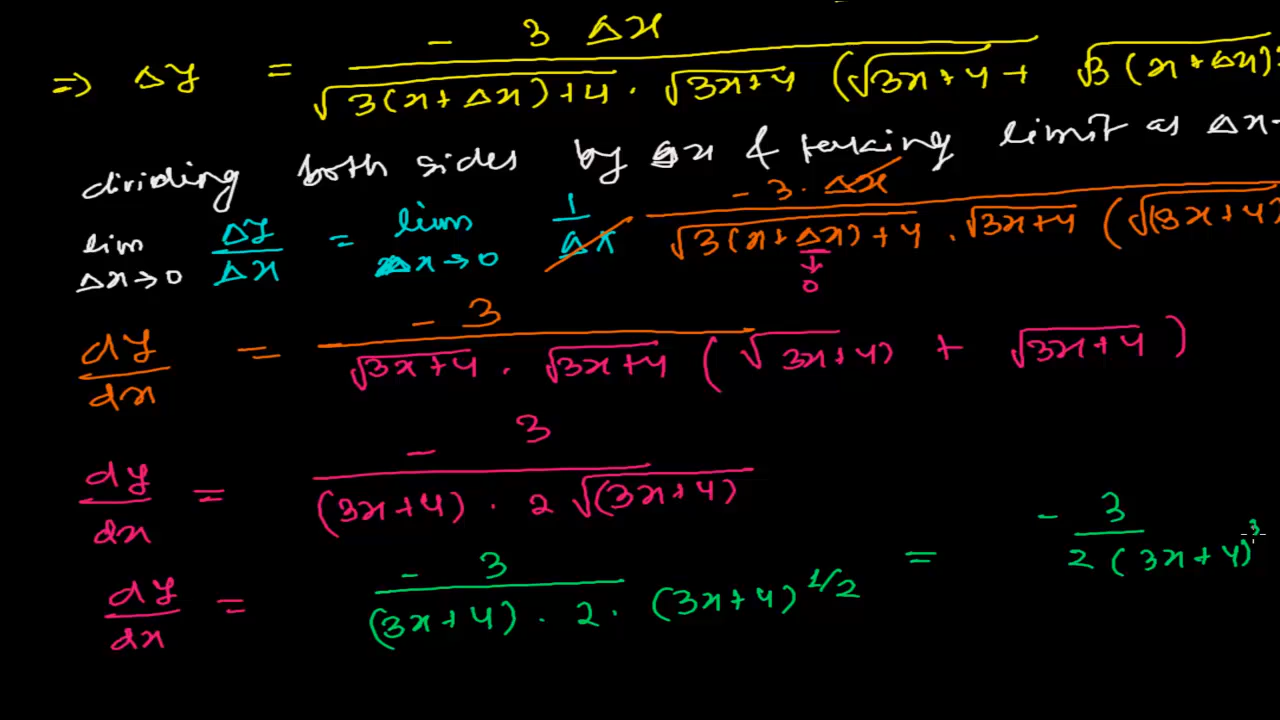 => Δy = - 3 Δx / √3(x+Δx)+4 . √3x+4 (√3x+4 + √3(x+Δx)
dividing both sides by Δx & taking limit as Δx→
lim Δx→0 Δy/Δx = lim Δx→0 1/Δx - 3 . Δx / √3(x+Δx)+4 . √3x+4 (√(3x+4)
↓
0
dy/dx = - 3 / √3x+4 . √3x+4 (√3x+4) + √3x+4)
dy/dx = - 3 / (3x+4) . 2 √(3x+4)
dy/dx = - 3 / (3x+4) . 2 . (3x+4)^1/2 = - 3 / 2 (3x+4)^3